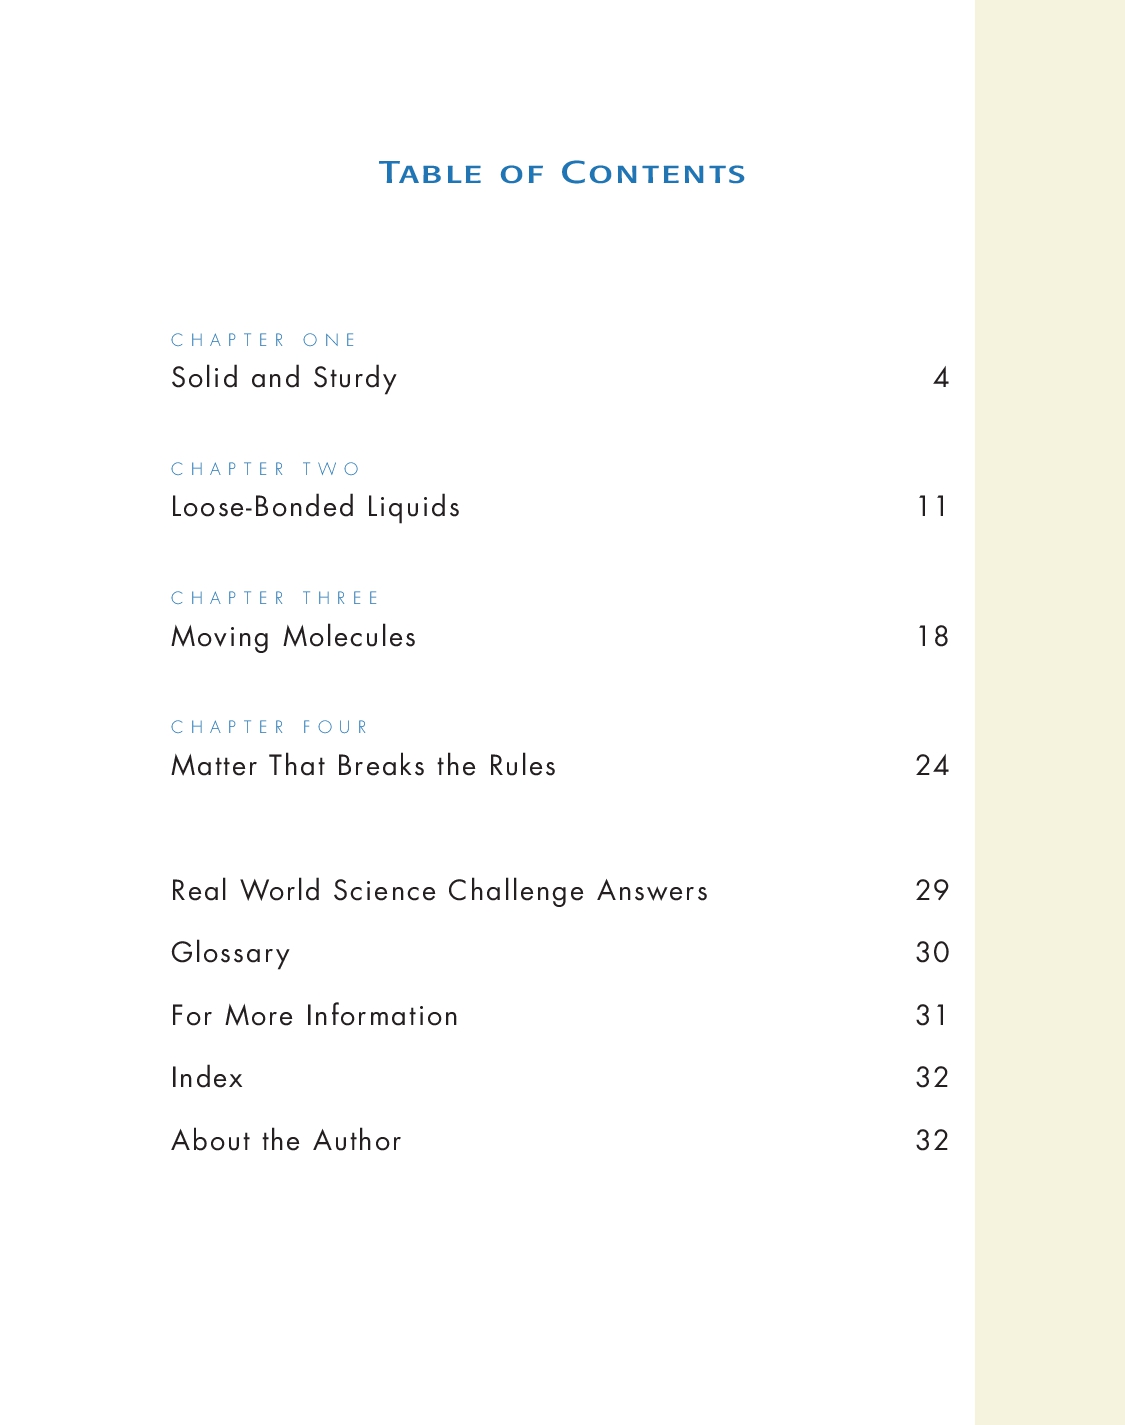 TABLE OF CONTENTS
CHAPTER ONE
Solid and Sturdy 4
CHAPTER TWO
Loose-Bonded Liquids 11
CHAPTER THREE
Moving Molecules 18
CHAPTER FOUR
Matter That Breaks the Rules 24
Real World Science Challenge Answers 29
Glossary 30
For More Information 31
Index 32
About the Author 32